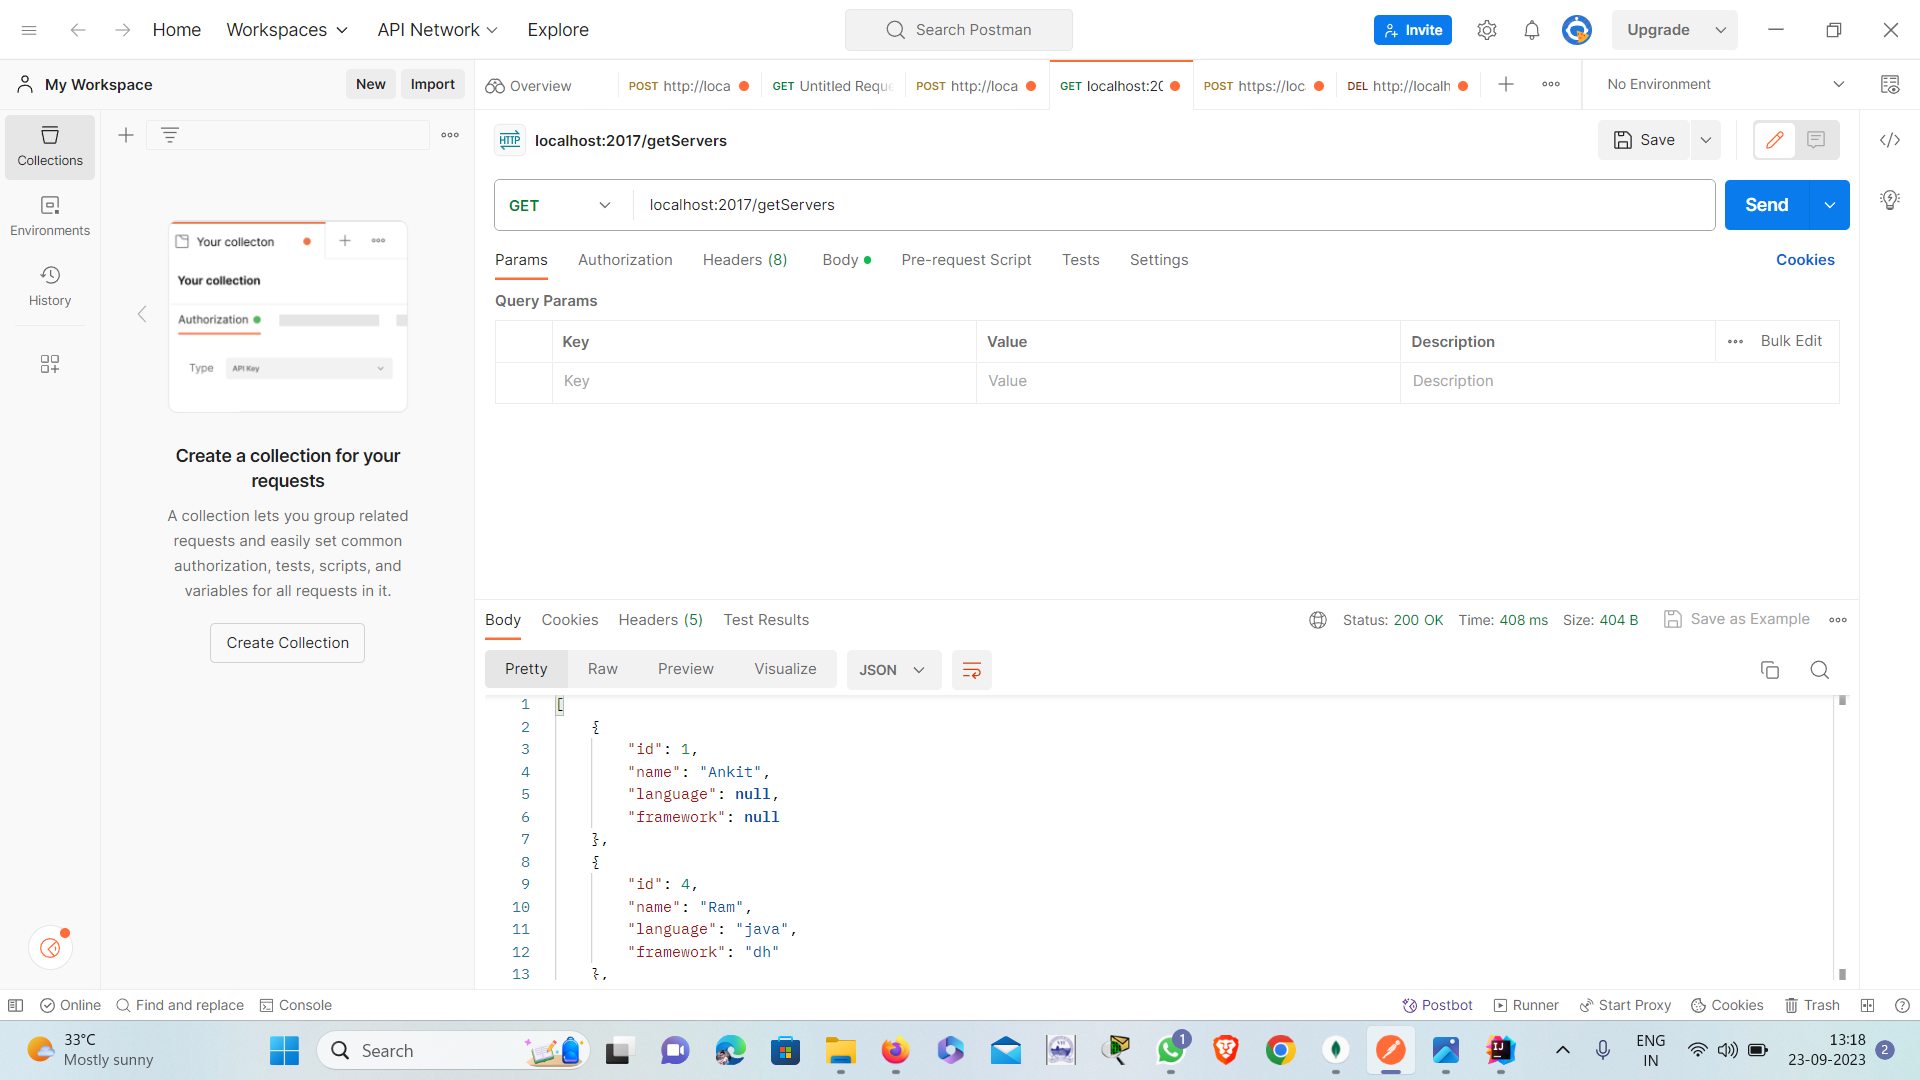 Home Workspaces API Network Explore Search Postman Invite Upgrade
My Workspace New Import Overview POST http://loca GET Untitled Reque POST http://loca GET localhost:20 POST https://loc DEL http://localh No Environment
Collections
Environments
History
Your collecton
Your collection
Authorization
Type API Key
Create a collection for your
requests
A collection lets you group related
requests and easily set common
authorization, tests, scripts, and
variables for all requests in it.
Create Collection
HTTP localhost:2017/getServers Save
GET localhost:2017/getServers Send
Params Authorization Headers (8) Body Pre-request Script Tests Settings Cookies
Query Params
Key Value Description Bulk Edit
Key Value Description
Body Cookies Headers (5) Test Results Status: 200 OK Time: 408 ms Size: 404 B Save as Example
Pretty Raw Preview Visualize JSON
1 [
2 {
3 "id": 1,
4 "name": "Ankit",
5 "language": null,
6 "framework": null
7 },
8 {
9 "id": 4,
10 "name": "Ram",
11 "language": "java",
12 "framework": "dh"
13 },
Online Find and replace Console Postbot Runner Start Proxy Cookies Trash
33°C
Mostly sunny
Search
1
IJ
ENG
IN
13:18
23-09-2023
2